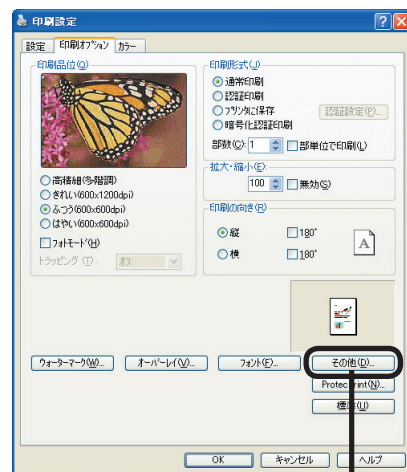 印刷設定
設定 印刷オプション カラー
印刷品位(Q)
高精細(多階調)
きれい(600x1200dpi)
ふつう(600x600dpi)
はやい(600x600dpi)
フォトモード(H)
トラッピング(T): オフ
印刷形式(J)
通常印刷
認証印刷
プリンタに保存
認証設定(P)...
暗号化認証印刷
部数(C): 1 部単位で印刷(L)
拡大・縮小(E):
100 無効(S)
印刷の向き(R)
縦 180°
横 180°
A
ウォーターマーク(W)... オーバーレイ(V)... フォント(F)... その他(D)...
Protec Print(N)...
標準(U)
OK キャンセル ヘルプ